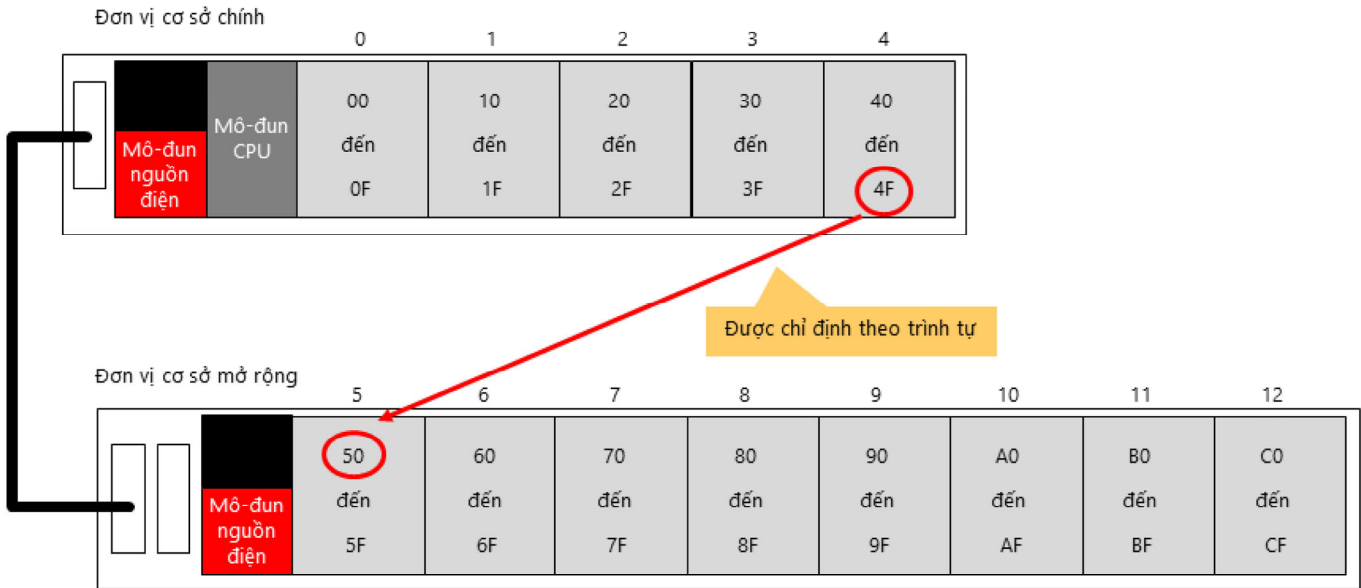 Đơn vị cơ sở chính
0 1 2 3 4
Mô-đun nguồn điện
Mô-đun CPU
00 đến 0F
10 đến 1F
20 đến 2F
30 đến 3F
40 đến 4F
Được chỉ định theo trình tự
Đơn vị cơ sở mở rộng
5 6 7 8 9 10 11 12
Mô-đun nguồn điện
50 đến 5F
60 đến 6F
70 đến 7F
80 đến 8F
90 đến 9F
A0 đến AF
B0 đến BF
C0 đến CF